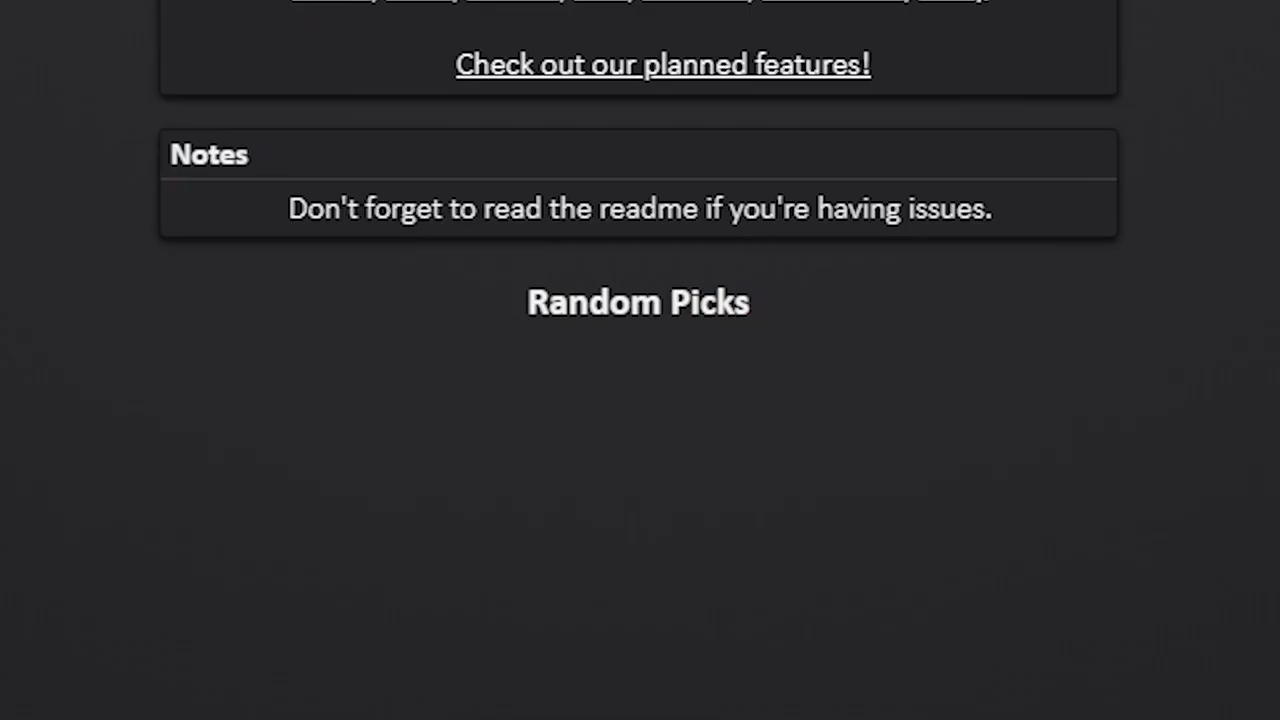 Check out our planned features!
Notes
Don't forget to read the readme if you're having issues.
Random Picks